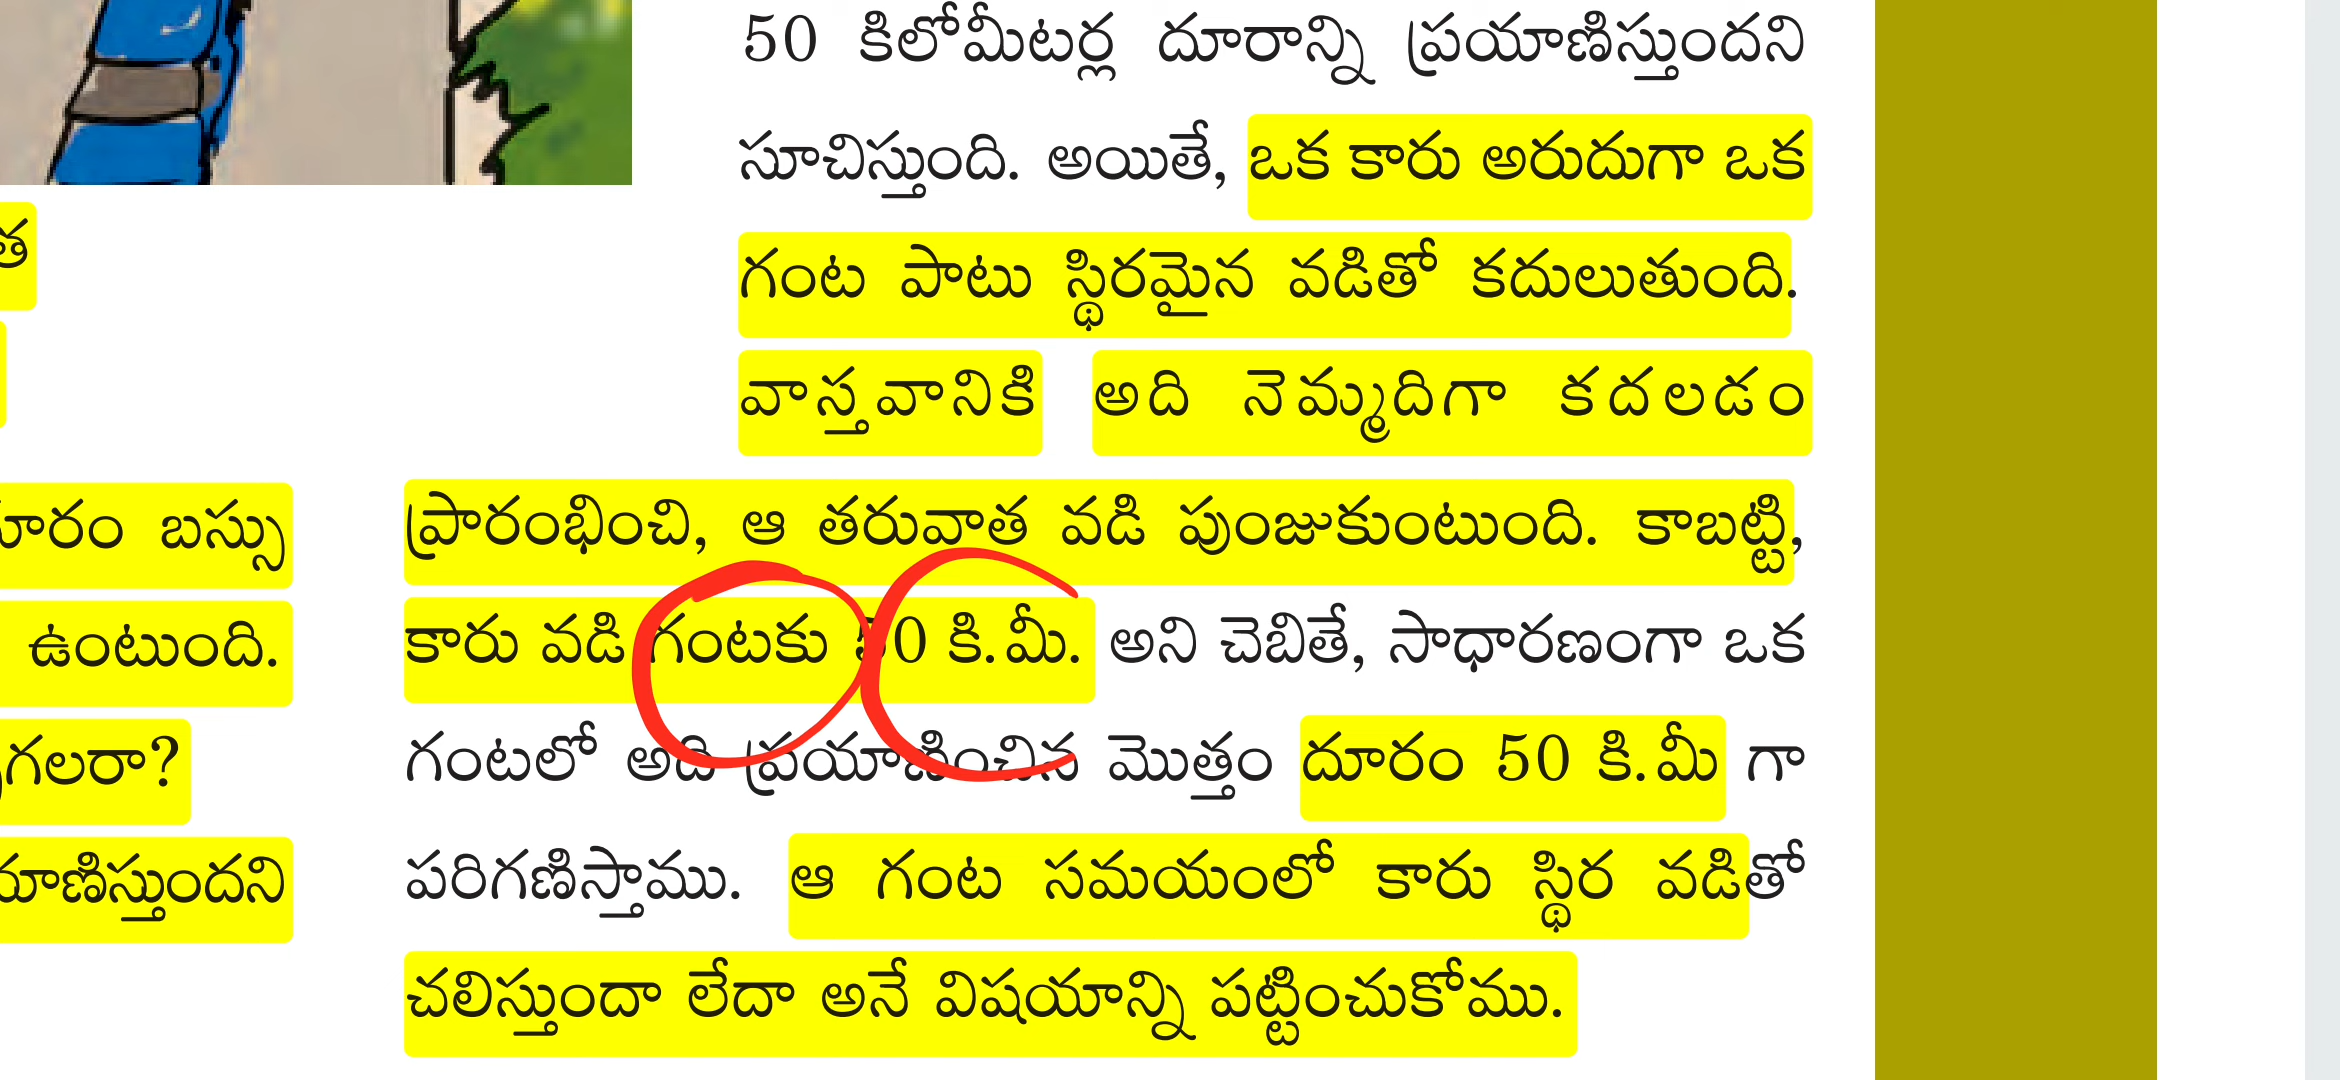 50 కిలోమీటర్ల దూరాన్ని ప్రయాణిస్తుందని
సూచిస్తుంది. అయితే, ఒక కారు అరుదుగా ఒక
గంట పాటు స్థిరమైన వడితో కదులుతుంది.
వాస్తవానికి అది నెమ్మదిగా కదలడం
ప్రారంభించి, ఆ తరువాత వడి పుంజుకుంటుంది. కాబట్టి,
కారు వడి గంటకు 50 కి.మీ. అని చెబితే, సాధారణంగా ఒక
గంటలో అది ప్రయాణించిన మొత్తం దూరం 50 కి.మీ గా
పరిగణిస్తాము. ఆ గంట సమయంలో కారు స్థిర వడితో
చలిస్తుందా లేదా అనే విషయాన్ని పట్టించుకోము.
బస్సు
ఉంటుంది.